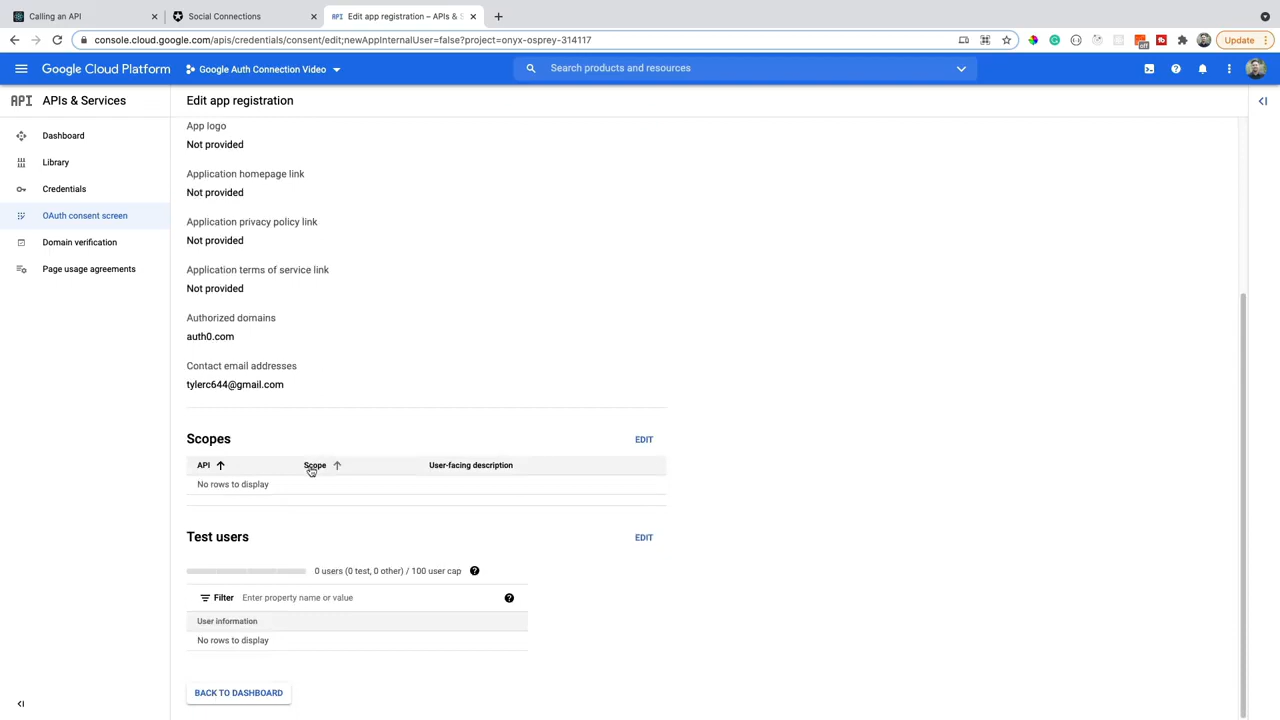 Calling an API
Social Connections
API Edit app registration – APIs & S
console.cloud.google.com/apis/credentials/consent/edit;newAppInternalUser=false?project=onyx-osprey-314117
off
Update
Google Cloud Platform
Google Auth Connection Video
Search products and resources
API APIs & Services
Edit app registration
Dashboard
Library
Credentials
OAuth consent screen
Domain verification
Page usage agreements
App logo
Not provided
Application homepage link
Not provided
Application privacy policy link
Not provided
Application terms of service link
Not provided
Authorized domains
auth0.com
Contact email addresses
tylerc644@gmail.com
Scopes
EDIT
API Scope User-facing description
No rows to display
Test users
EDIT
0 users (0 test, 0 other) / 100 user cap
Filter Enter property name or value
User information
No rows to display
BACK TO DASHBOARD